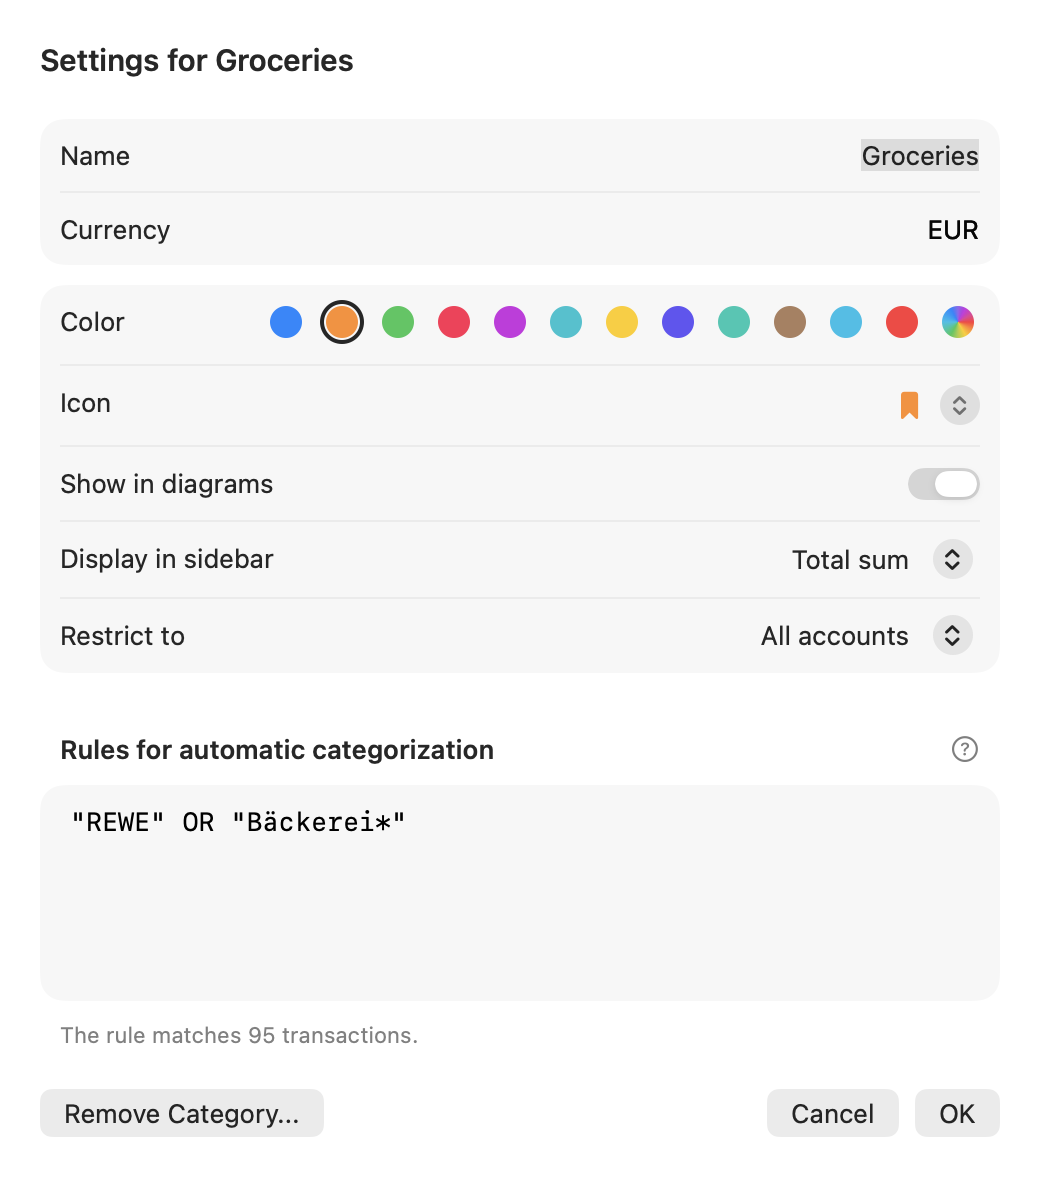 Settings for Groceries
Name Groceries
Currency EUR
Color
Icon
Show in diagrams
Display in sidebar Total sum
Restrict to All accounts
Rules for automatic categorization ?
"REWE" OR "Bäckerei*"
The rule matches 95 transactions.
Remove Category... Cancel OK